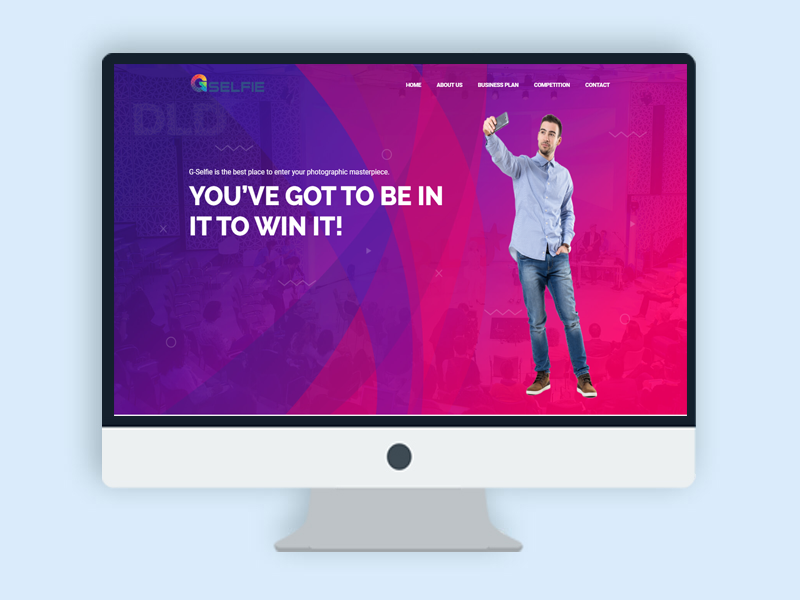 GSELFIE
HOME ABOUT US BUSINESS PLAN COMPETITION CONTACT
DLD
G-Selfie is the best place to enter your photographic masterpiece.
YOU'VE GOT TO BE IN
IT TO WIN IT!